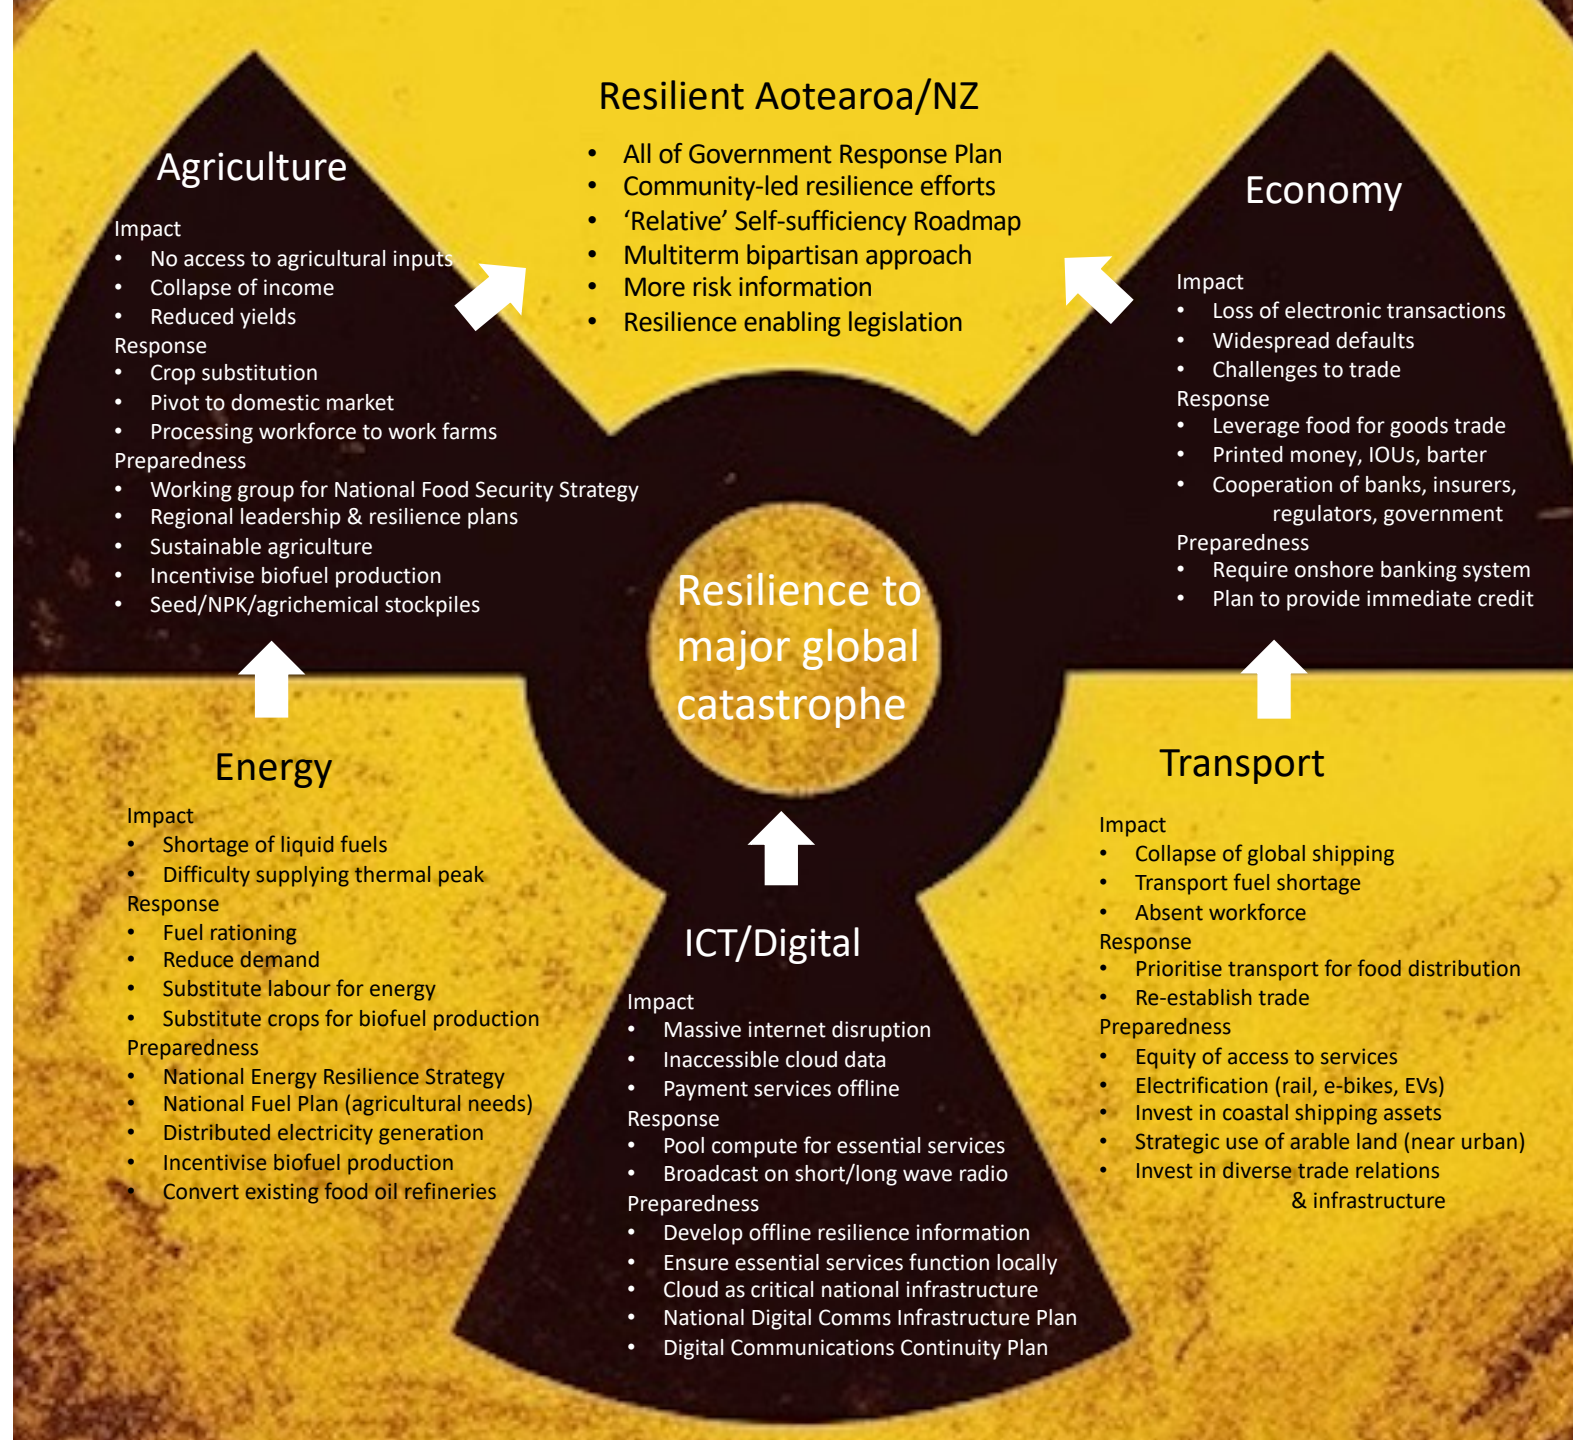 Resilient Aotearoa/NZ
• All of Government Response Plan
• Community-led resilience efforts
• ‘Relative’ Self-sufficiency Roadmap
• Multiterm bipartisan approach
• More risk information
• Resilience enabling legislation
Agriculture
Impact
• No access to agricultural inputs
• Collapse of income
• Reduced yields
Response
• Crop substitution
• Pivot to domestic market
• Processing workforce to work farms
Preparedness
• Working group for National Food Security Strategy
• Regional leadership & resilience plans
• Sustainable agriculture
• Incentivise biofuel production
• Seed/NPK/agrichemical stockpiles
Economy
Impact
• Loss of electronic transactions
• Widespread defaults
• Challenges to trade
Response
• Leverage food for goods trade
• Printed money, IOUs, barter
• Cooperation of banks, insurers,
regulators, government
Preparedness
• Require onshore banking system
• Plan to provide immediate credit
Resilience to
major global
catastrophe
Energy
Impact
• Shortage of liquid fuels
• Difficulty supplying thermal peak
Response
• Fuel rationing
• Reduce demand
• Substitute labour for energy
• Substitute crops for biofuel production
Preparedness
• National Energy Resilience Strategy
• National Fuel Plan (agricultural needs)
• Distributed electricity generation
• Incentivise biofuel production
• Convert existing food oil refineries
ICT/Digital
Impact
• Massive internet disruption
• Inaccessible cloud data
• Payment services offline
Response
• Pool compute for essential services
• Broadcast on short/long wave radio
Preparedness
• Develop offline resilience information
• Ensure essential services function locally
• Cloud as critical national infrastructure
• National Digital Comms Infrastructure Plan
• Digital Communications Continuity Plan
Transport
Impact
• Collapse of global shipping
• Transport fuel shortage
• Absent workforce
Response
• Prioritise transport for food distribution
• Re-establish trade
Preparedness
• Equity of access to services
• Electrification (rail, e-bikes, EVs)
• Invest in coastal shipping assets
• Strategic use of arable land (near urban)
• Invest in diverse trade relations
& infrastructure